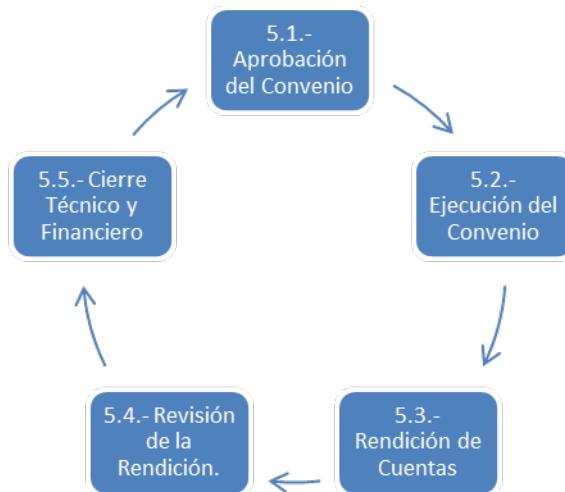 5.1.-
Aprobación
del Convenio
5.2.-
Ejecución del
Convenio
5.3.-
Rendición de
Cuentas
5.4.- Revisión
de la
Rendición.
5.5.- Cierre
Técnico y
Financiero